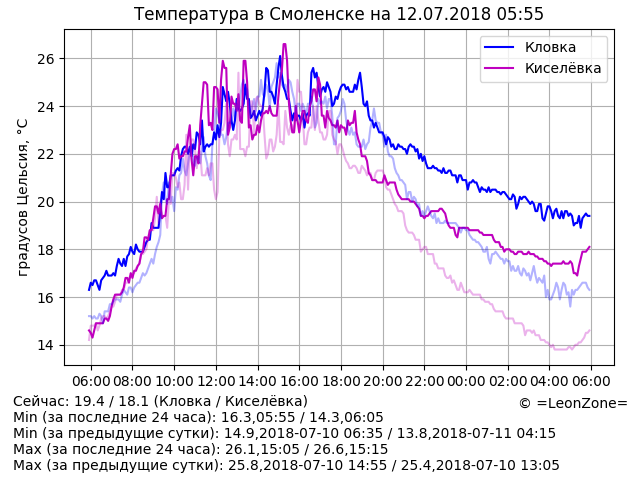 Температура в Смоленске на 12.07.2018 05:55
Кловка
Киселёвка
градусов Цельсия, °C
26
24
22
20
18
16
14
06:00 08:00 10:00 12:00 14:00 16:00 18:00 20:00 22:00 00:00 02:00 04:00 06:00
Сейчас: 19.4 / 18.1 (Кловка / Киселёвка)
© =LeonZone=
Min (за последние 24 часа): 16.3,05:55 / 14.3,06:05
Min (за предыдущие сутки): 14.9,2018-07-10 06:35 / 13.8,2018-07-11 04:15
Max (за последние 24 часа): 26.1,15:05 / 26.6,15:15
Max (за предыдущие сутки): 25.8,2018-07-10 14:55 / 25.4,2018-07-10 13:05